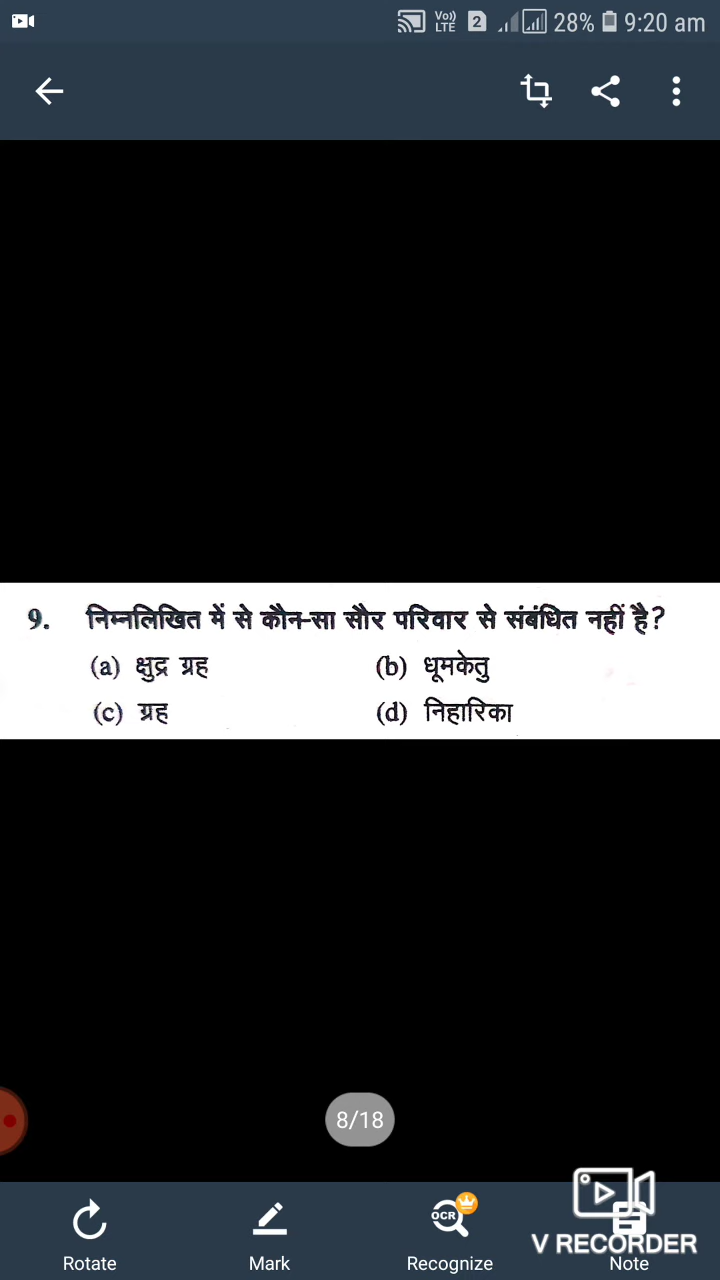 Vo)) 2 28% 9:20 am
LTE
9. निम्नलिखित में से कौन-सा सौर परिवार से संबंधित नहीं है?
(a) क्षुद्र ग्रह (b) धूमकेतु
(c) ग्रह (d) निहारिका
8/18
OCR
V RECORDER
Rotate Mark Recognize Note